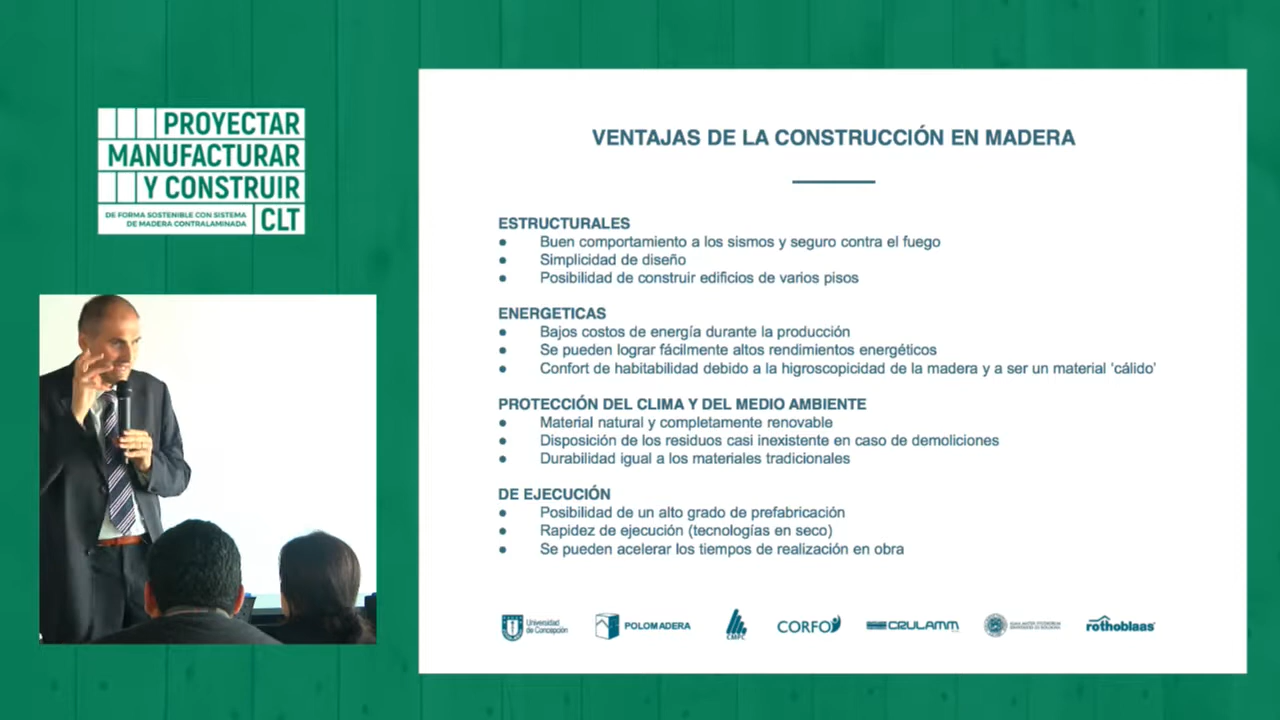 PROYECTAR
MANUFACTURAR
Y CONSTRUIR
DE FORMA SOSTENIBLE CON SISTEMA
DE MADERA CONTRALAMINADA
CLT
VENTAJAS DE LA CONSTRUCCIÓN EN MADERA
ESTRUCTURALES
● Buen comportamiento a los sismos y seguro contra el fuego
● Simplicidad de diseño
● Posibilidad de construir edificios de varios pisos
ENERGETICAS
● Bajos costos de energía durante la producción
● Se pueden lograr fácilmente altos rendimientos energéticos
● Confort de habitabilidad debido a la higroscopicidad de la madera y a ser un material ‘cálido’
PROTECCIÓN DEL CLIMA Y DEL MEDIO AMBIENTE
● Material natural y completamente renovable
● Disposición de los residuos casi inexistente en caso de demoliciones
● Durabilidad igual a los materiales tradicionales
DE EJECUCIÓN
● Posibilidad de un alto grado de prefabricación
● Rapidez de ejecución (tecnologías en seco)
● Se pueden acelerar los tiempos de realización en obra
Universidad
de Concepción
POLOMADERA
CMPC
CORFO
CRULAMM
rothoblaas